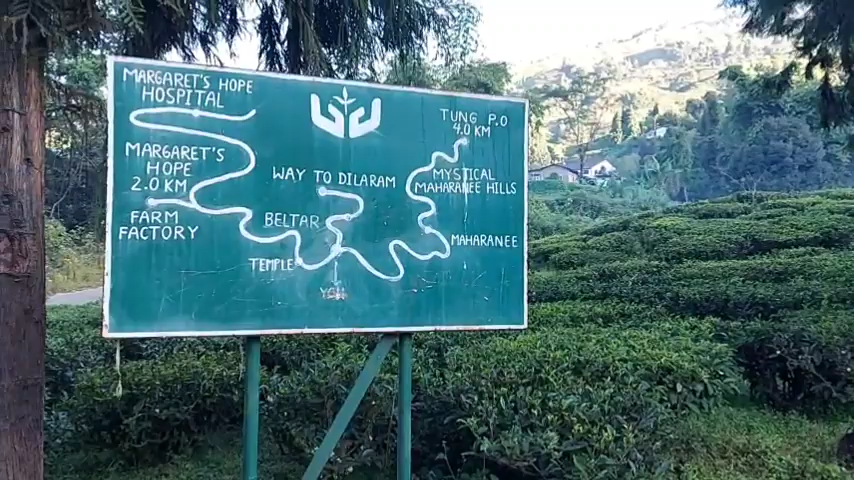 MARGARET'S HOPE
HOSPITAL
MARGARET'S
HOPE
2.0 KM
FARM
FACTORY
WAY TO DILARAM
BELTAR
TEMPLE
YOU
TUNG P.O
4.0 KM
MYSTICAL
MAHARANEE HILLS
MAHARANEE